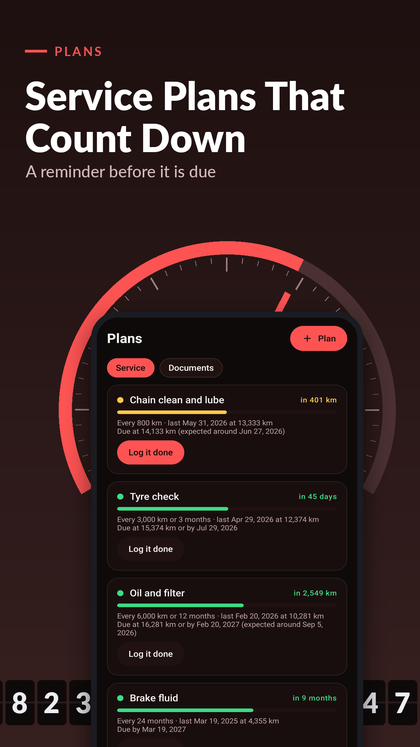 PLANS
Service Plans That
Count Down
A reminder before it is due
Plans
+ Plan
Service
Documents
Chain clean and lube
in 401 km
Every 800 km · last May 31, 2026 at 13,333 km
Due at 14,133 km (expected around Jun 27, 2026)
Log it done
Tyre check
in 45 days
Every 3,000 km or 3 months · last Apr 29, 2026 at 12,374 km
Due at 15,374 km or by Jul 29, 2026
Log it done
Oil and filter
in 2,549 km
Every 6,000 km or 12 months · last Feb 20, 2026 at 10,281 km
Due at 16,281 km or by Feb 20, 2027 (expected around Sep 5,
2026)
Log it done
8 2 3
4 7
Brake fluid
in 9 months
Every 24 months · last Mar 19, 2025 at 4,355 km
Due by Mar 19, 2027